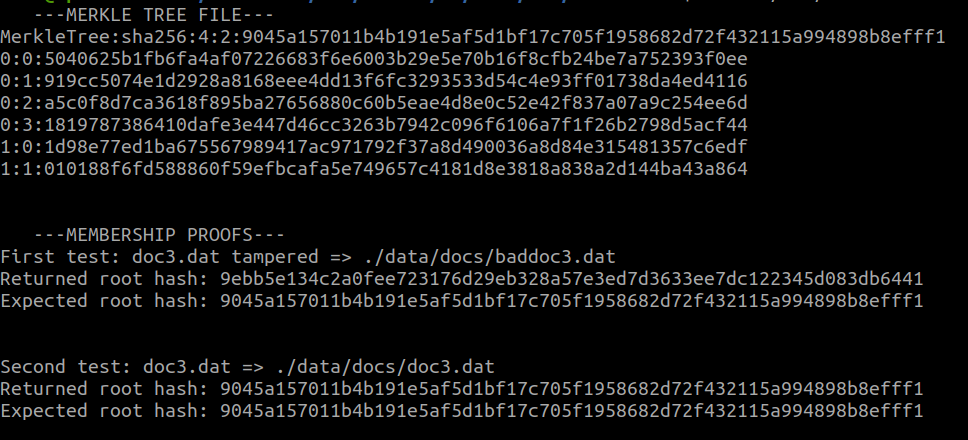 ---MERKLE TREE FILE---
MerkleTree:sha256:4:2:9045a157011b4b191e5af5d1bf17c705f1958682d72f432115a994898b8efff1
0:0:5040625b1fb6fa4af07226683f6e6003b29e5e70b16f8cfb24be7a752393f0ee
0:1:919cc5074e1d2928a8168eee4dd13f6fc3293533d54c4e93ff01738da4ed4116
0:2:a5c0f8d7ca3618f895ba27656880c60b5eae4d8e0c52e42f837a07a9c254ee6d
0:3:1819787386410dafe3e447d46cc3263b7942c096f6106a7f1f26b2798d5acf44
1:0:1d98e77ed1ba675567989417ac971792f37a8d490036a8d84e315481357c6edf
1:1:010188f6fd588860f59efbcafa5e749657c4181d8e3818a838a2d144ba43a864
---MEMBERSHIP PROOFS---
First test: doc3.dat tampered => ./data/docs/baddoc3.dat
Returned root hash: 9ebb5e134c2a0fee723176d29eb328a57e3ed7d3633ee7dc122345d083db6441
Expected root hash: 9045a157011b4b191e5af5d1bf17c705f1958682d72f432115a994898b8efff1
Second test: doc3.dat => ./data/docs/doc3.dat
Returned root hash: 9045a157011b4b191e5af5d1bf17c705f1958682d72f432115a994898b8efff1
Expected root hash: 9045a157011b4b191e5af5d1bf17c705f1958682d72f432115a994898b8efff1